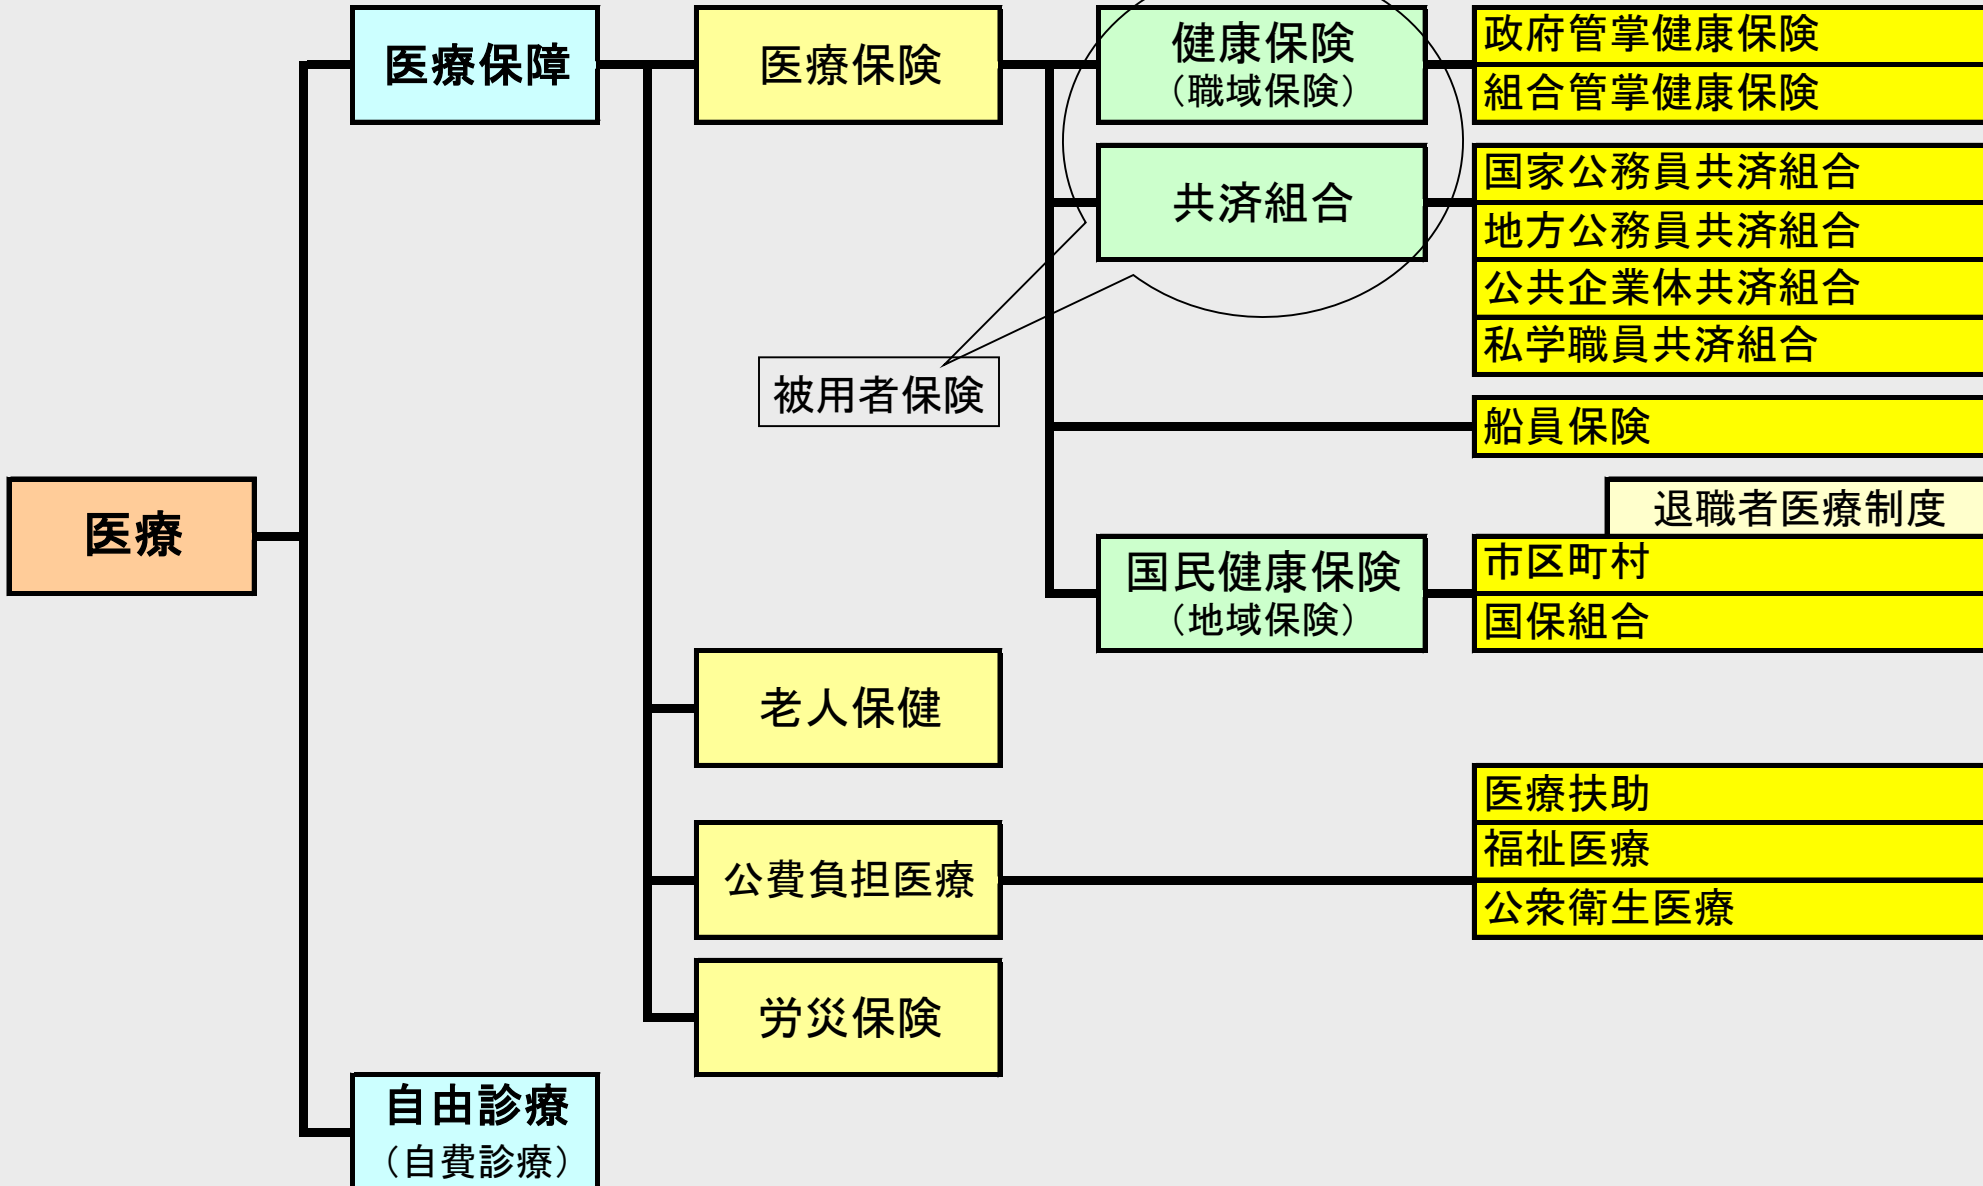 医療
医療保障
自由診療
（自費診療）
医療保険
老人保健
公費負担医療
労災保険
被用者保険
健康保険
（職域保険）
共済組合
国民健康保険
（地域保険）
政府管掌健康保険
組合管掌健康保険
国家公務員共済組合
地方公務員共済組合
公共企業体共済組合
私学職員共済組合
船員保険
退職者医療制度
市区町村
国保組合
医療扶助
福祉医療
公衆衛生医療